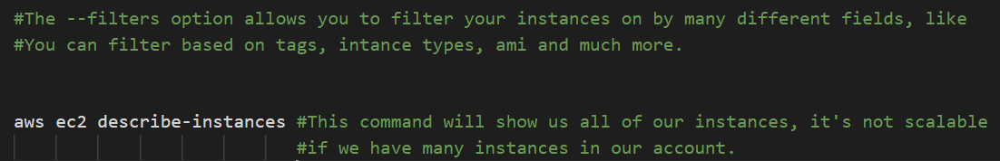 #The --filters option allows you to filter your instances on by many different fields, like
#You can filter based on tags, intance types, ami and much more.
aws ec2 describe-instances #This command will show us all of our instances, it's not scalable
#if we have many instances in our account.